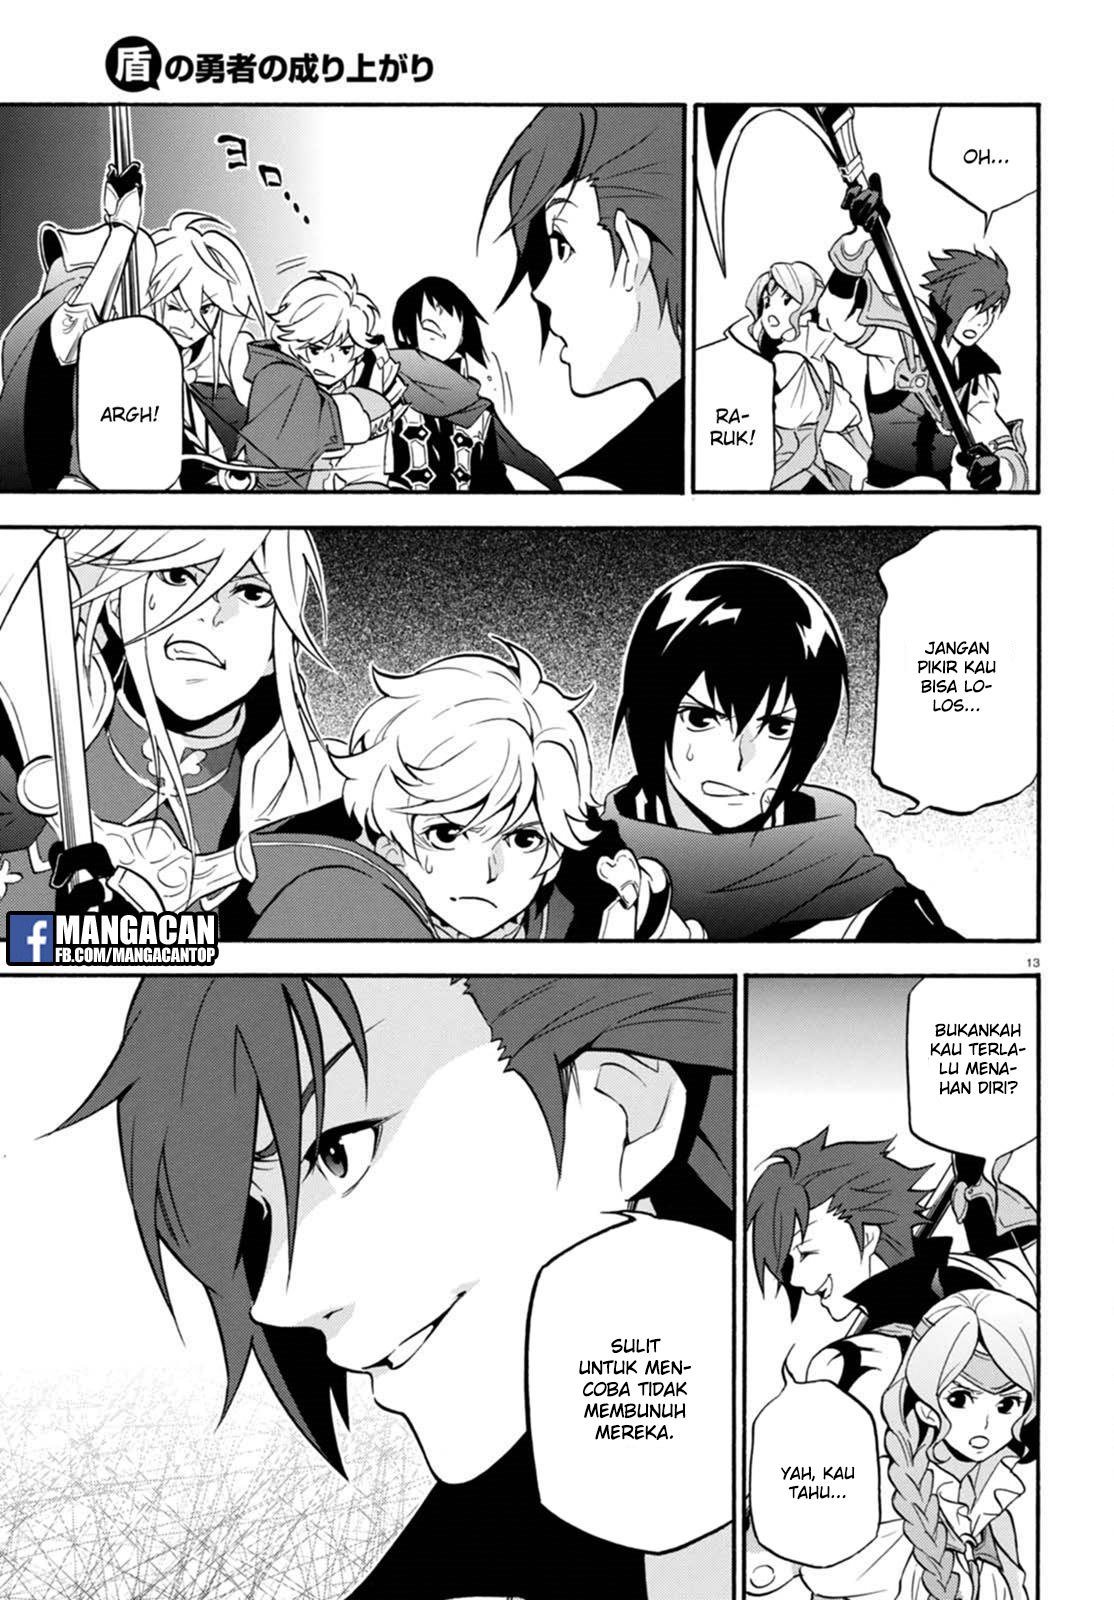 盾の勇者の成り上がり
OH...
RA-
RUK!
ヨロ...
ARGH!
JANGAN
PIKIR KAU
BISA LO-
LOS...
MANGACAN
FB.COM/MANGACANTOP
13
BUKANKAH
KAU TERLA-
LU MENA-
HAN DIRI?
YAH, KAU
TAHU...
SULIT
UNTUK MEN-
COBA TIDAK
MEMBUNUH
MEREKA.